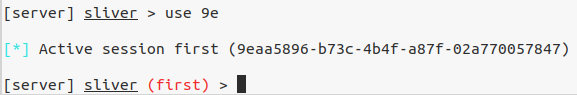 [server] sliver > use 9e
[*] Active session first (9eaa5896-b73c-4b4f-a87f-02a770057847)
[server] sliver (first) >